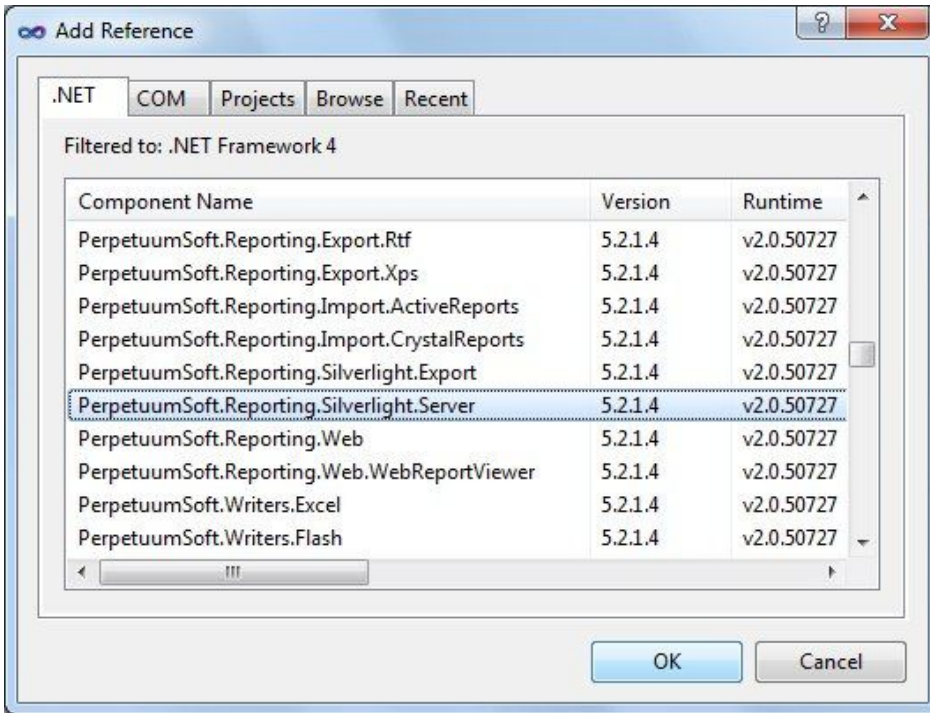 Add Reference
.NET COM Projects Browse Recent
Filtered to: .NET Framework 4
Component Name Version Runtime
PerpetuumSoft.Reporting.Export.Rtf 5.2.1.4 v2.0.50727
PerpetuumSoft.Reporting.Export.Xps 5.2.1.4 v2.0.50727
PerpetuumSoft.Reporting.Import.ActiveReports 5.2.1.4 v2.0.50727
PerpetuumSoft.Reporting.Import.CrystalReports 5.2.1.4 v2.0.50727
PerpetuumSoft.Reporting.Silverlight.Export 5.2.1.4 v2.0.50727
PerpetuumSoft.Reporting.Silverlight.Server 5.2.1.4 v2.0.50727
PerpetuumSoft.Reporting.Web 5.2.1.4 v2.0.50727
PerpetuumSoft.Reporting.Web.WebReportViewer 5.2.1.4 v2.0.50727
PerpetuumSoft.Writers.Excel 5.2.1.4 v2.0.50727
PerpetuumSoft.Writers.Flash 5.2.1.4 v2.0.50727
OK Cancel